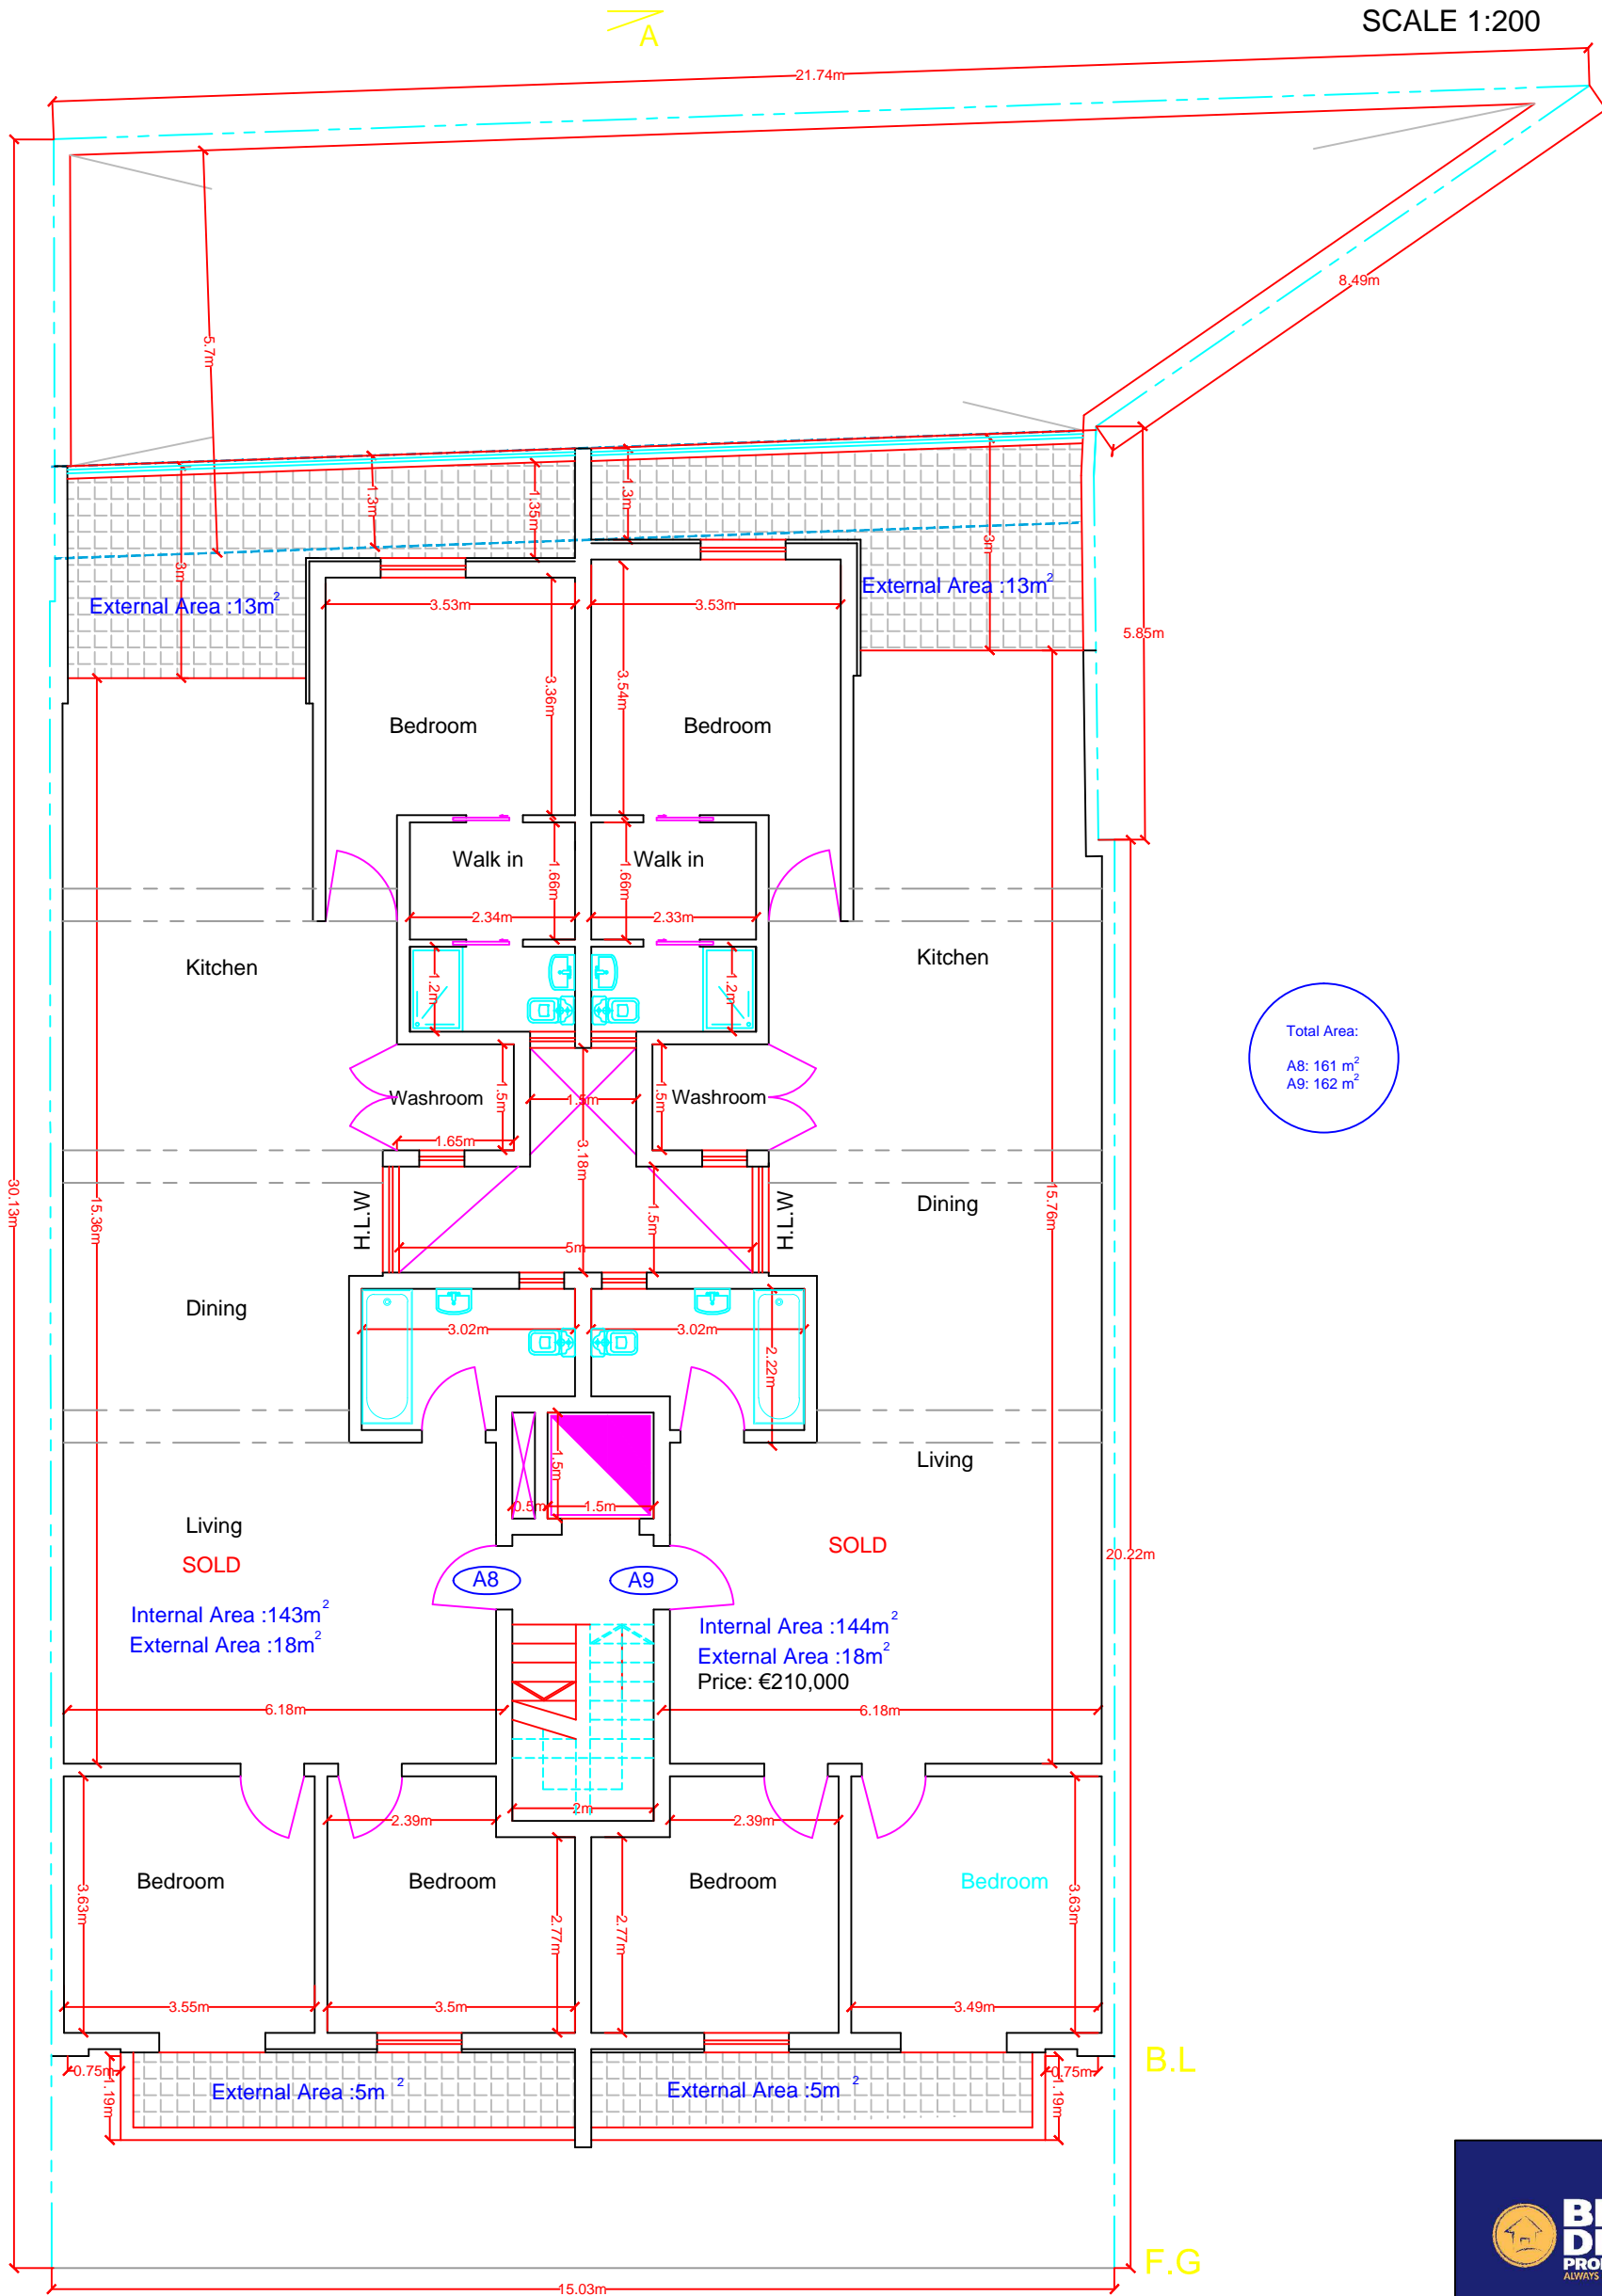 SCALE 1:200
A
21.74m
8.49m
5.7m
1.3m
1.35m
1.3m
3m
3m
External Area :13m²
External Area :13m²
3.53m
3.53m
5.85m
3.36m
3.54m
Bedroom
Bedroom
Walk in
Walk in
1.66m
1.66m
2.34m
2.33m
Kitchen
Kitchen
1.2m
1.2m
Total Area:
A8: 161 m²
A9: 162 m²
Washroom
Washroom
1.5m
1.5m
1.5m
1.65m
3.18m
30.13m
15.36m
H.L.W
1.5m
H.L.W
15.76m
Dining
5m
Dining
3.02m
3.02m
2.22m
Living
1.5m
0.5m
1.5m
Living
SOLD
SOLD
20.22m
A8
A9
Internal Area :143m²
External Area :18m²
Internal Area :144m²
External Area :18m²
Price: €210,000
6.18m
6.18m
2m
2.39m
2.39m
Bedroom
Bedroom
Bedroom
Bedroom
3.63m
2.77m
2.77m
3.63m
3.55m
3.5m
3.49m
B.L
0.75m
0.75m
1.19m
1.19m
External Area :5m²
External Area :5m²
F.G
15.03m
ALWAYS